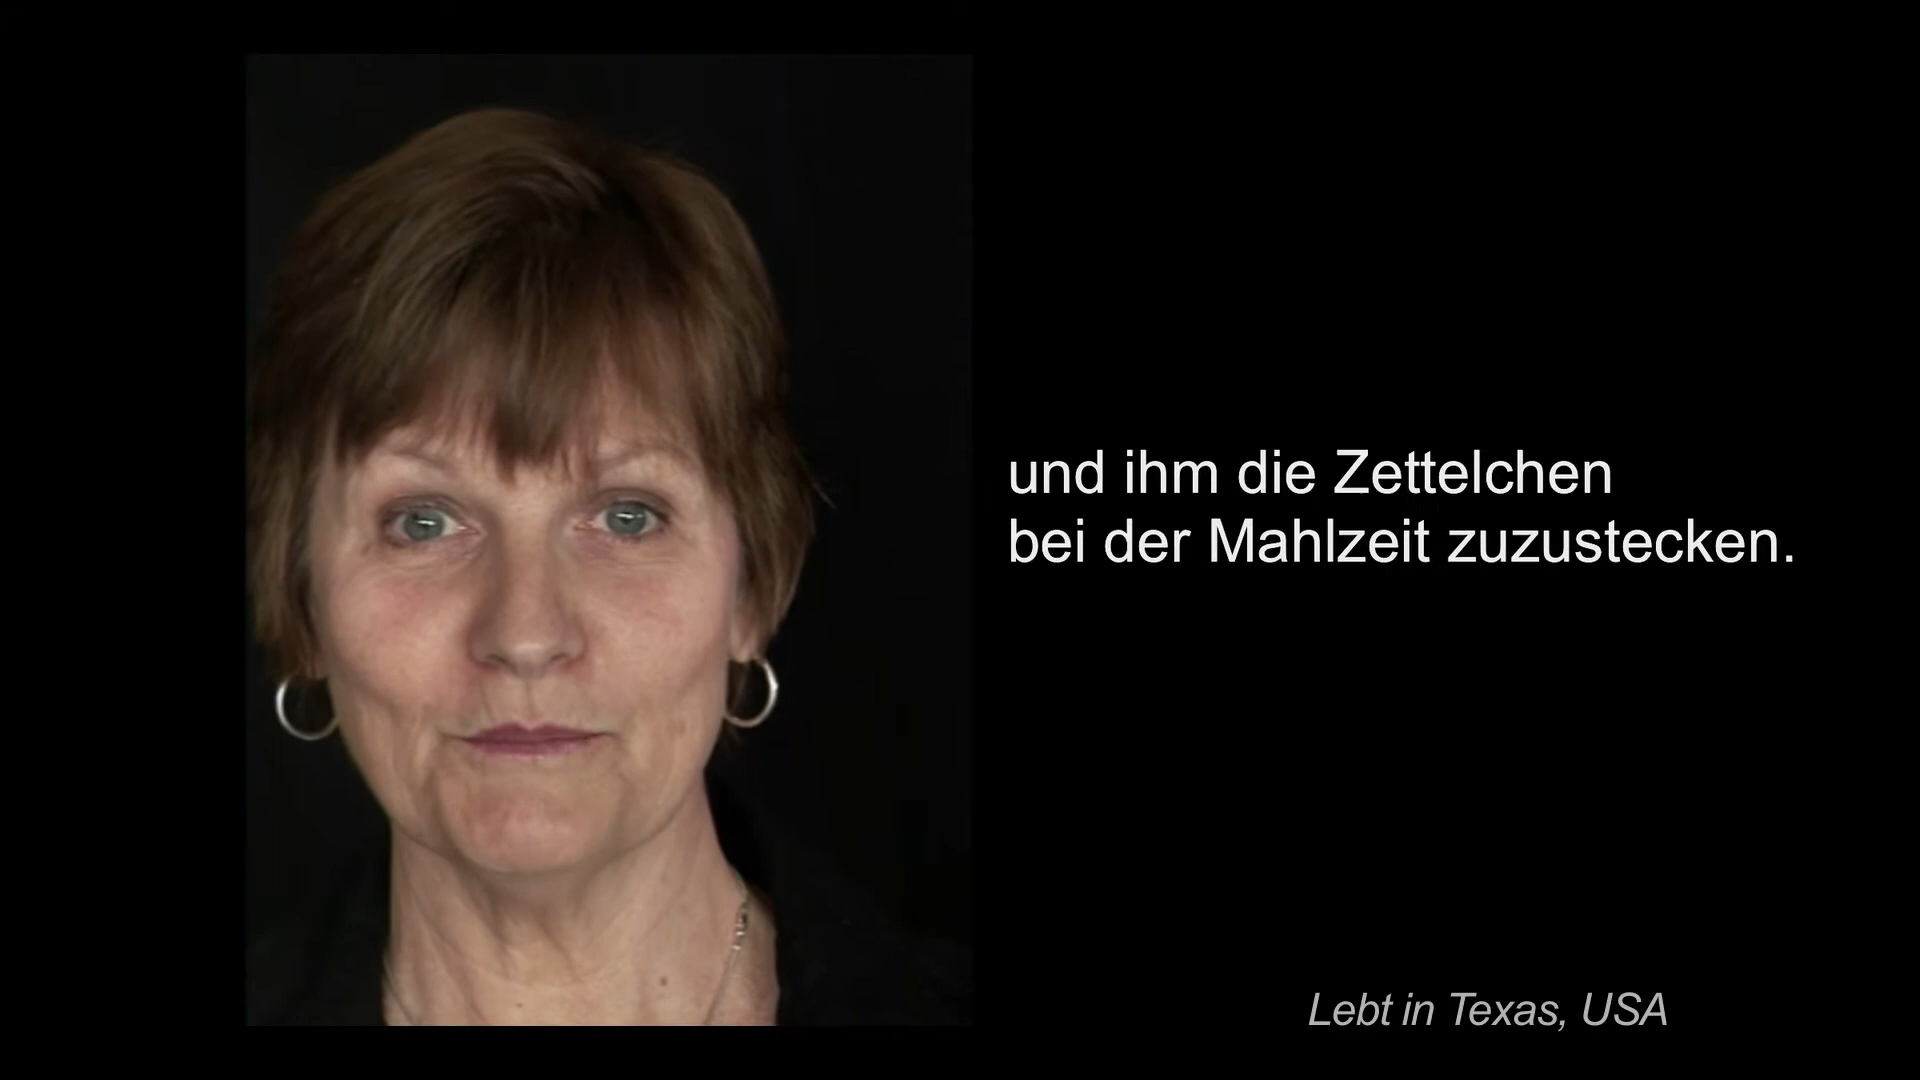 und ihm die Zettelchen
bei der Mahlzeit zuzustecken.
Lebt in Texas, USA